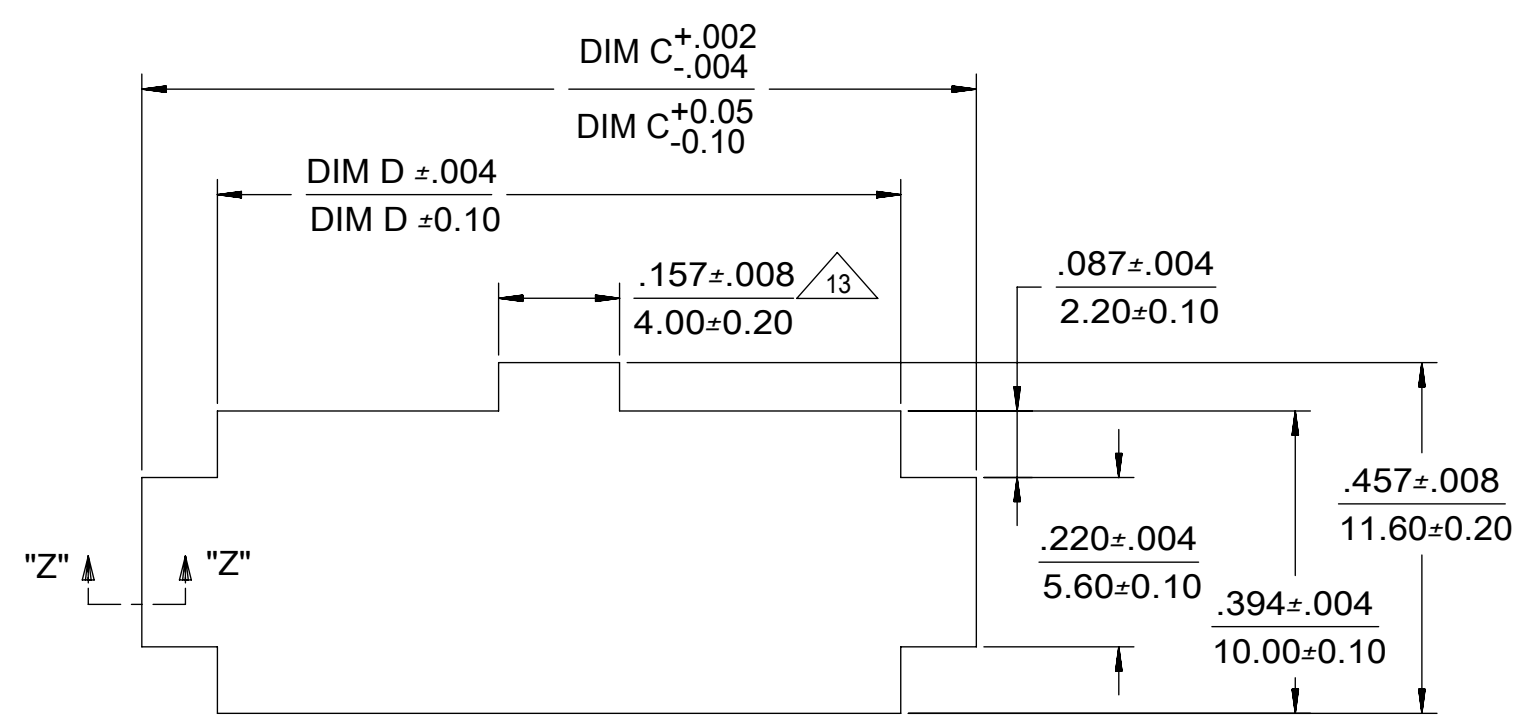 DIM C +.002
-.004
DIM C +0.05
-0.10
DIM D ±.004
DIM D ±0.10
.157±.008 13
4.00±0.20
.087±.004
2.20±0.10
.457±.008
11.60±0.20
"Z" "Z"
.220±.004
5.60±0.10
.394±.004
10.00±0.10